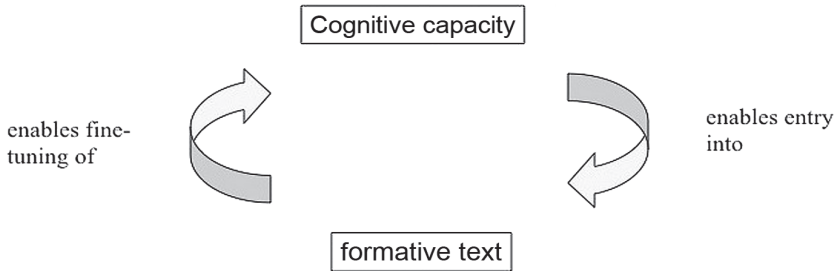 Cognitive capacity
enables fine-
tuning of
enables entry
into
formative text